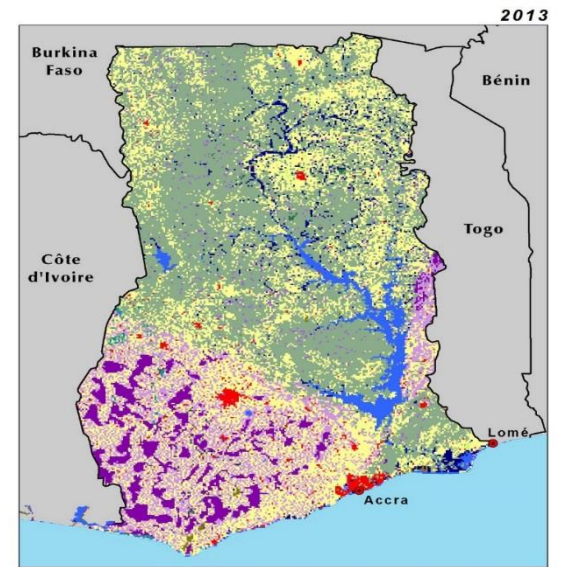 2013
Burkina
Faso
Bénin
Togo
Côte
d'Ivoire
Lomé
Accra